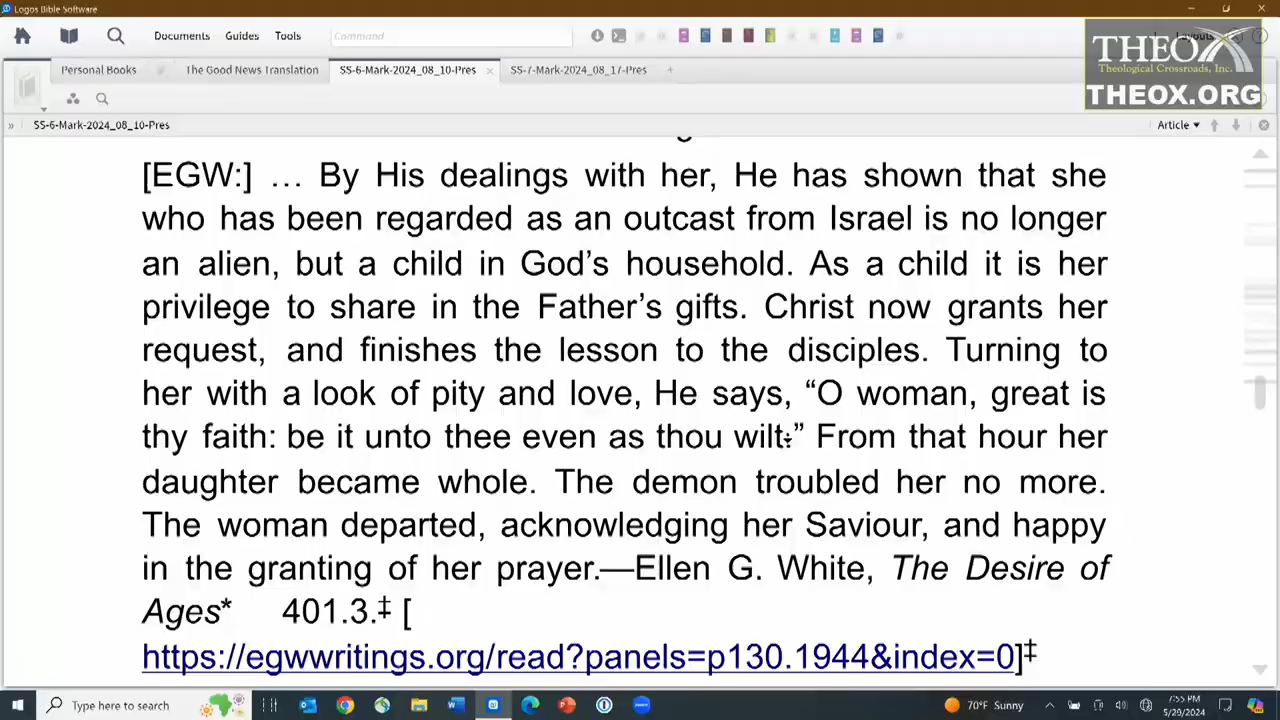 Logos Bible Software
Documents Guides Tools Command
THEOX
Theological Crossroads, Inc.
THEOX.ORG
Personal Books The Good News Translation SS-6-Mark-2024_08_10-Pres × SS-7-Mark-2024_08_17-Pres +
» SS-6-Mark-2024_08_10-Pres Article
[EGW:] … By His dealings with her, He has shown that she
who has been regarded as an outcast from Israel is no longer
an alien, but a child in God’s household. As a child it is her
privilege to share in the Father’s gifts. Christ now grants her
request, and finishes the lesson to the disciples. Turning to
her with a look of pity and love, He says, “O woman, great is
thy faith: be it unto thee even as thou wilt.” From that hour her
daughter became whole. The demon troubled her no more.
The woman departed, acknowledging her Saviour, and happy
in the granting of her prayer.—Ellen G. White, The Desire of
Ages* 401.3.‡ [
https://egwwritings.org/read?panels=p130.1944&index=0]‡
Type here to search 70°F Sunny 7:55 PM
5/29/2024